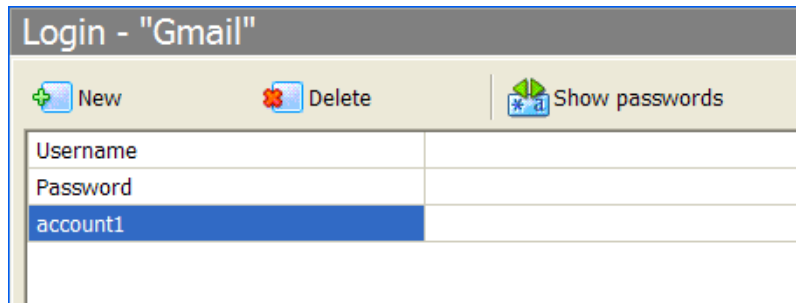 Login - "Gmail"
New Delete Show passwords
Username
Password
account1